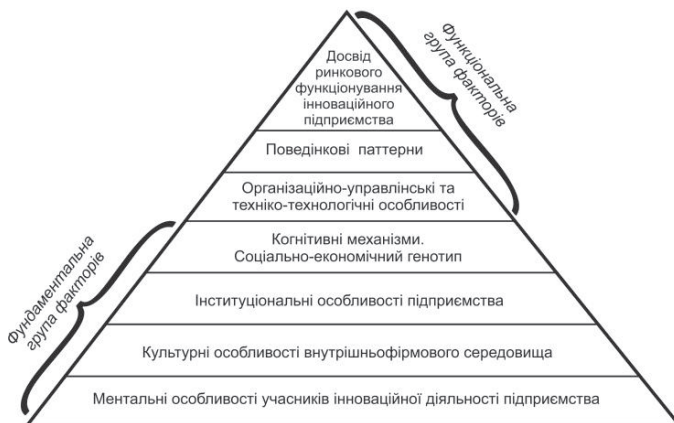 Досвід
ринкового
функціонування
інноваційного
підприємства
Функціональна
група факторів
Поведінкові паттерни
Організаційно-управлінські та
техніко-технологічні особливості
Фундаментальна
група факторів
Когнітивні механізми.
Соціально-економічний генотип
Інституціональні особливості підприємства
Культурні особливості внутрішньофірмового середовища
Ментальні особливості учасників інноваційної діяльності підприємства